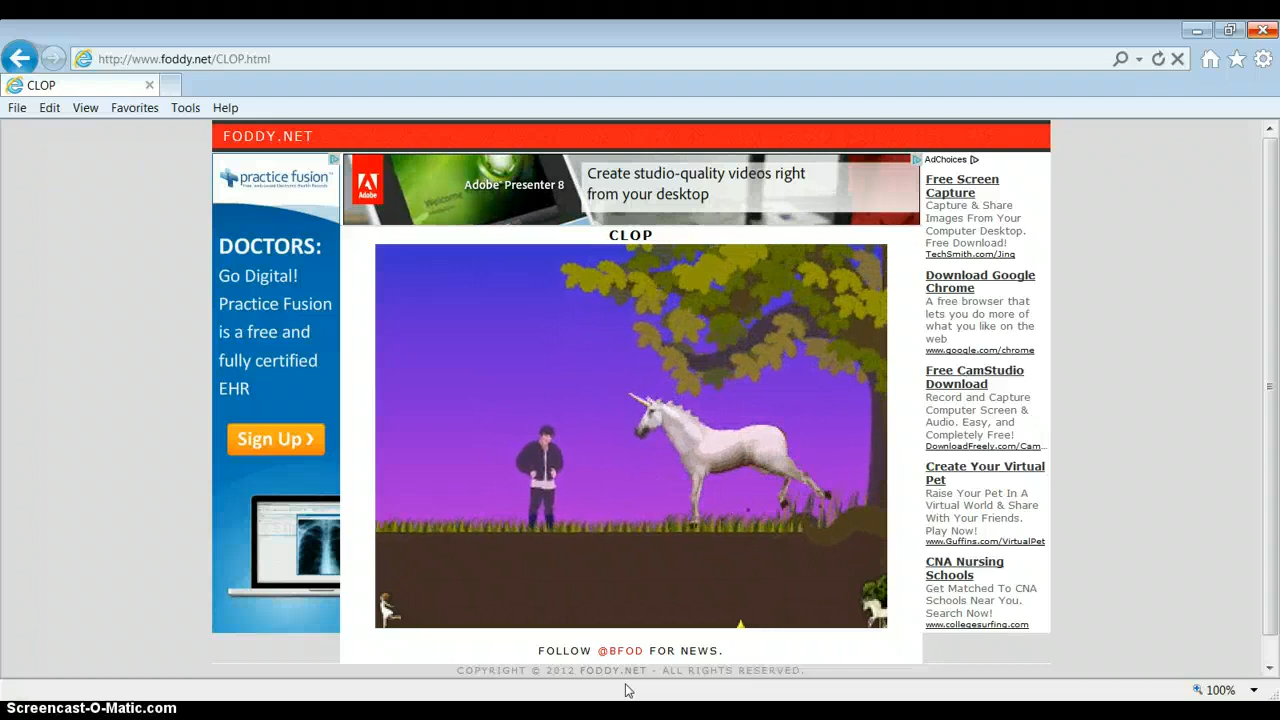 http://www.foddy.net/CLOP.html
CLOP
File Edit View Favorites Tools Help
FODDY.NET
practice fusion
DOCTORS:
Go Digital!
Practice Fusion
is a free and
fully certified
EHR
Sign Up ›
Adobe
Adobe® Presenter 8
Create studio-quality videos right
from your desktop
CLOP
AdChoices
Free Screen
Capture
Capture & Share
Images From Your
Computer Desktop.
Free Download!
TechSmith.com/Jing
Download Google
Chrome
A free browser that
lets you do more of
what you like on the
web
www.google.com/chrome
Free CamStudio
Download
Record and Capture
Computer Screen &
Audio. Easy, and
Completely Free!
DownloadFreely.com/Cam...
Create Your Virtual
Pet
Raise Your Pet In A
Virtual World & Share
With Your Friends.
Play Now!
www.Guffins.com/VirtualPet
CNA Nursing
Schools
Get Matched To CNA
Schools Near You.
Search Now!
www.collegesurfing.com
FOLLOW @BFOD FOR NEWS.
COPYRIGHT © 2012 FODDY.NET - ALL RIGHTS RESERVED.
100%
Screencast-O-Matic.com